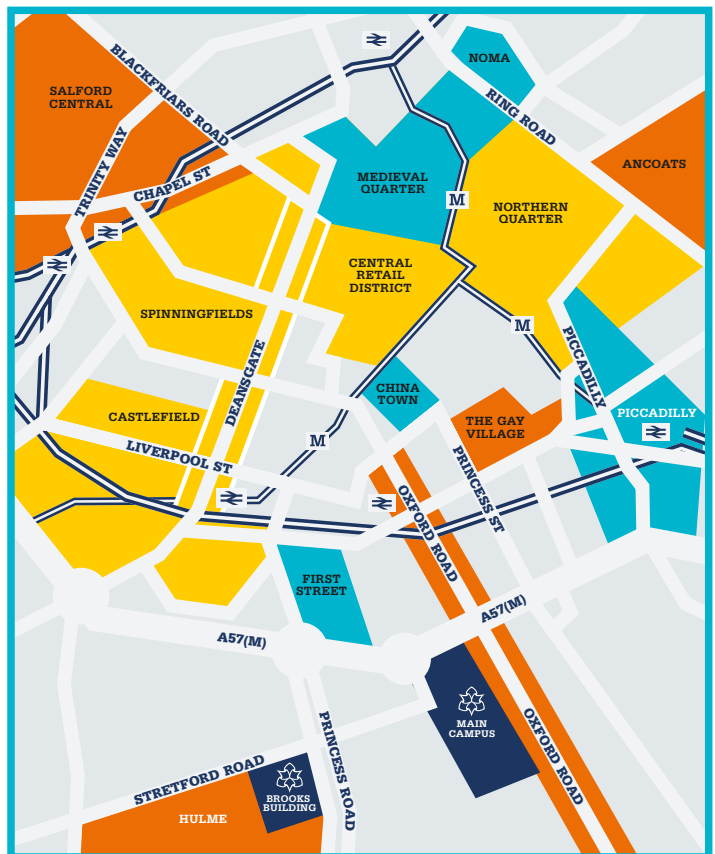 NOMA
BLACKFRIARS ROAD
SALFORD
CENTRAL
RING ROAD
TRINITY WAY
ANCOATS
CHAPEL ST
MEDIEVAL
QUARTER
M
NORTHERN
QUARTER
CENTRAL
RETAIL
DISTRICT
SPINNINGFIELDS
M
PICCADILLY
DEANSGATE
CHINA
TOWN
CASTLEFIELD
THE GAY
VILLAGE
PICCADILLY
M
LIVERPOOL ST
PRINCESS ST
OXFORD ROAD
FIRST
STREET
A57(M)
A57(M)
MAIN
CAMPUS
OXFORD ROAD
PRINCESS ROAD
STRETFORD ROAD
BROOKS
BUILDING
HULME